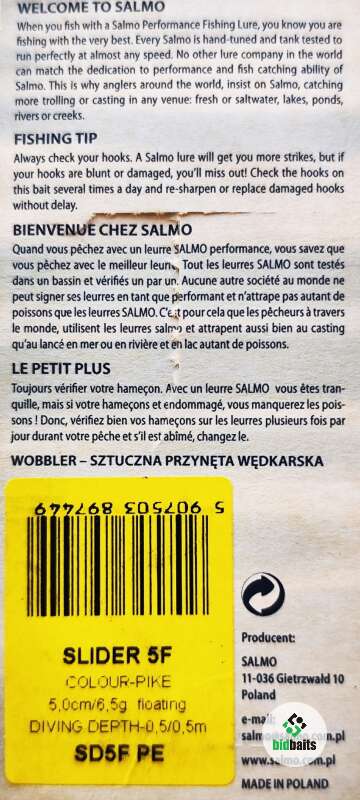 WELCOME TO SALMO
When you fish with a Salmo Performance Fishing Lure, you know you are
fishing with the very best. Every Salmo is hand-tuned and tank tested to
run perfectly at almost any speed. No other lure company in the world
can match the dedication to performance and fish catching ability of
Salmo. This is why anglers around the world, insist on Salmo, catching
more trolling or casting in any venue: fresh or saltwater, lakes, ponds,
rivers or creeks.
FISHING TIP
Always check your hooks. A Salmo lure will get you more strikes, but if
your hooks are blunt or damaged, you'll miss out! Check the hooks on
this bait several times a day and re-sharpen or replace damaged hooks
without delay.
BIENVENUE CHEZ SALMO
Quand vous pêchez avec un leurre SALMO performance, vous savez que
vous pêchez avec le meilleur Tout les leurres SALMO sont testés
dans un bassin et vérifiés un par un. Aucune autre société au monde ne
peut signer ses leurres en tant que performant et n'attrape pas autant de
poissons que les leurres SALMO. C'est pour cela que les pêcheurs à travers
le monde, utilisent les leurres salmo et attrapent aussi bien au casting
qu'au lancé en mer ou en rivière et en lac autant de poissons.
LE PETIT PLUS
Toujours vérifier votre hameçon. Avec un leurre SALMO vous êtes tran-
quille, mais si votre hameçons et endommagé, vous manquerez les pois-
sons ! Donc, vérifiez bien vos hameçons sur les leurres plusieurs fois par
jour durant votre pêche et s'il est abîmé, changez le.
WOBBLER – SZTUCZNA PRZYNĘTA WĘDKARSKA
5 907503 897449
SLIDER 5F
COLOUR-PIKE
5,0cm/6,5g floating
DIVING DEPTH-0,5/0,5m
SD5F PE
Producent:
SALMO
11-036 Gietrzwałd 10
Poland
e-mail:
salmo@salmo.com.pl
www.salmo.com.pl
MADE IN POLAND
bidbaits